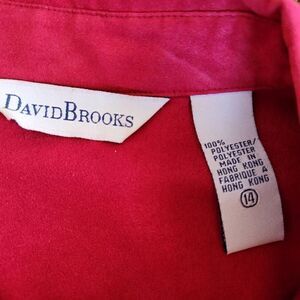 DAVIDBROOKS
100%
POLYESTER/
POLYESTER
MADE IN
HONG KONG
FABRIQUE A
HONG KONG
14